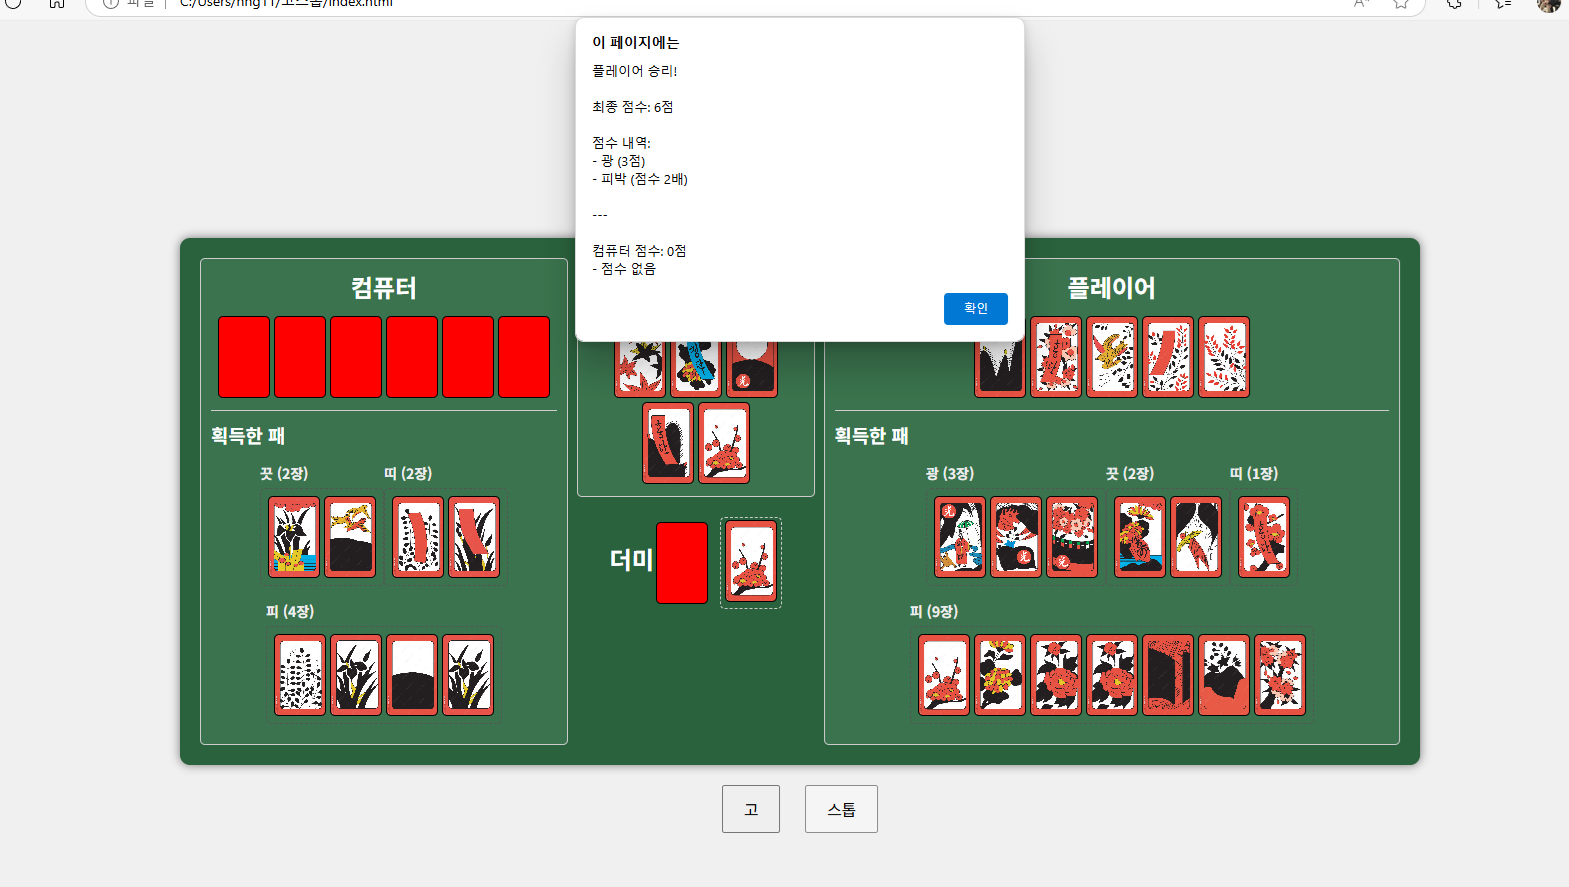 파일
C:/Users/hhg11/고스톱/index.html
이 페이지에는
플레이어 승리!
최종 점수: 6점
점수 내역:
- 광 (3점)
- 피박 (점수 2배)
---
컴퓨터 점수: 0점
- 점수 없음
확인
컴퓨터
플레이어
획득한 패
획득한 패
끗 (2장)
띠 (2장)
광 (3장)
끗 (2장)
띠 (1장)
더미
피 (4장)
피 (9장)
고
스톱